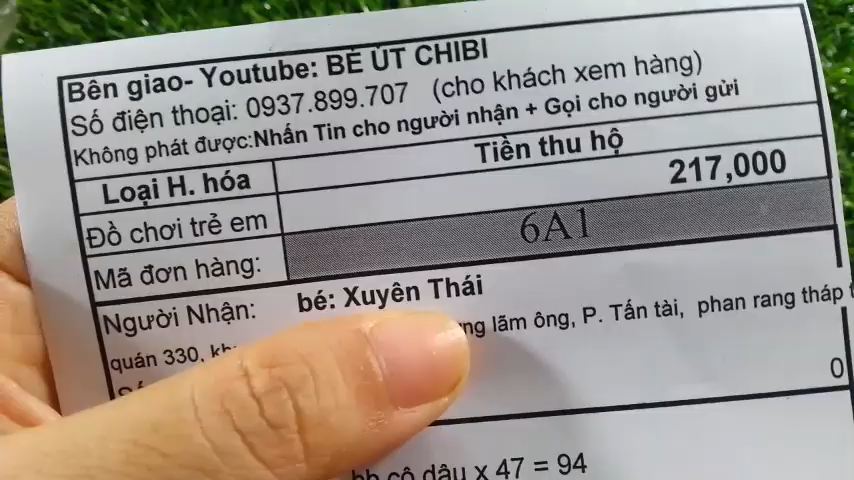 Bên giao- Youtube: BÉ ÚT CHIBI
Số điện thoại: 0937.899.707 (cho khách xem hàng)
Không phát được:Nhấn Tin cho người nhận + Gọi cho người gửi
Loại H. hóa Tiền thu hộ
Đồ chơi trẻ em 217,000
Mã đơn hàng: 6A1
Người Nhận: bé: Xuyên Thái
quán 330, lãm ông, P. Tấn tài, phan rang tháp
0
cô dâu x 47 = 94